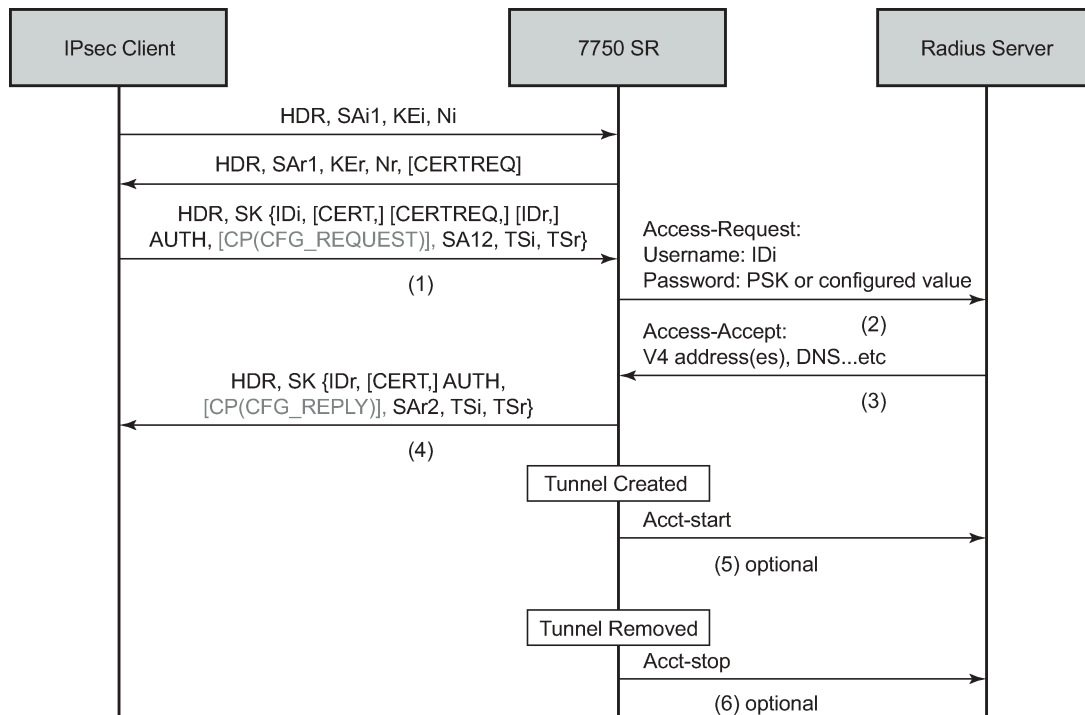 IPsec Client
7750 SR
Radius Server
HDR, SAi1, KEi, Ni
HDR, SAr1, KEr, Nr, [CERTREQ]
HDR, SK {IDi, [CERT,] [CERTREQ,] [IDr,]
AUTH, [CP(CFG_REQUEST)], SA12, TSi, TSr}
(1)
Access-Request:
Username: IDi
Password: PSK or configured value
(2)
Access-Accept:
V4 address(es), DNS...etc
(3)
HDR, SK {IDr, [CERT,] AUTH,
[CP(CFG_REPLY)], SAr2, TSi, TSr}
(4)
Tunnel Created
Acct-start
(5) optional
Tunnel Removed
Acct-stop
(6) optional